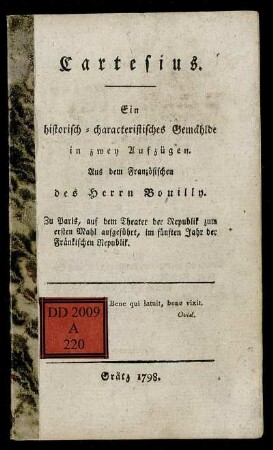 Cartesius.
Ein
historisch-characteristisches Gemählde
in zwey Aufzügen.
Aus dem Französischen
des Herrn Bouilly.
Zu Paris, auf dem Theater der Republik zum
ersten Mahl aufgeführt, im fünften Jahr der
Fränkischen Republik.
Bene qui latuit, bene vixit.
Ovid.
DD 2009
A
220
Grätz 1798.